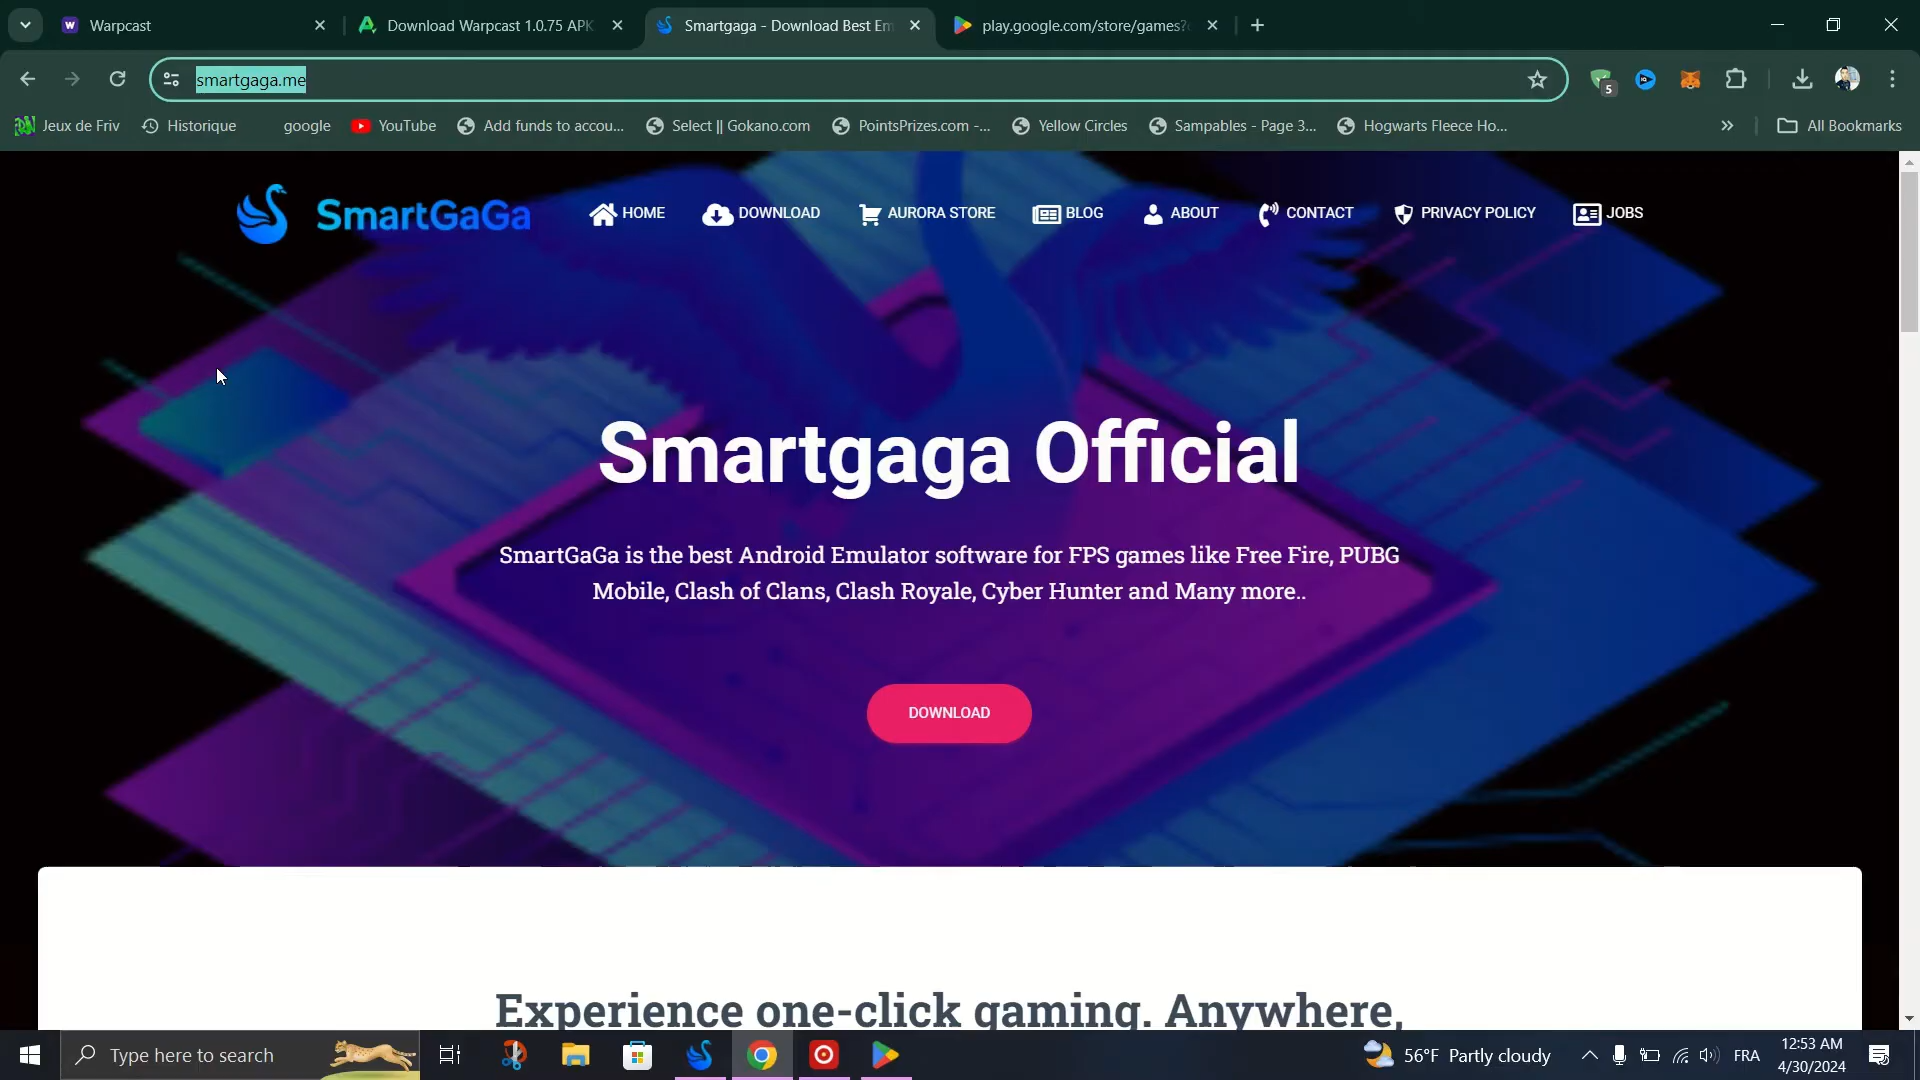 Warpcast
Download Warpcast 1.0.75 APK
Smartgaga - Download Best Em
play.google.com/store/games?
smartgaga.me
5
Jeux de Friv
Historique
google
YouTube
Add funds to accou...
Select || Gokano.com
PointsPrizes.com -...
Yellow Circles
Sampables - Page 3...
Hogwarts Fleece Ho...
All Bookmarks
SmartGaGa
HOME
DOWNLOAD
AURORA STORE
BLOG
ABOUT
CONTACT
PRIVACY POLICY
JOBS
Smartgaga Official
SmartGaGa is the best Android Emulator software for FPS games like Free Fire, PUBG
Mobile, Clash of Clans, Clash Royale, Cyber Hunter and Many more..
DOWNLOAD
Experience one-click gaming. Anywhere,
Type here to search
56°F Partly cloudy
FRA
12:53 AM
4/30/2024